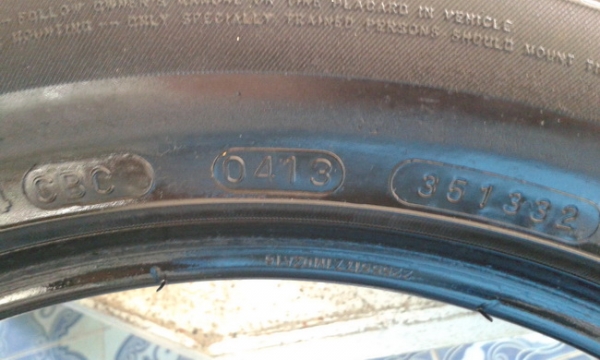 FOLLOW OWNER'S MANUAL OR TIRE PLACARD IN VEHICLE
MOUNTING -- ONLY SPECIALLY TRAINED PERSONS SHOULD MOUNT
CBC 0413 351332